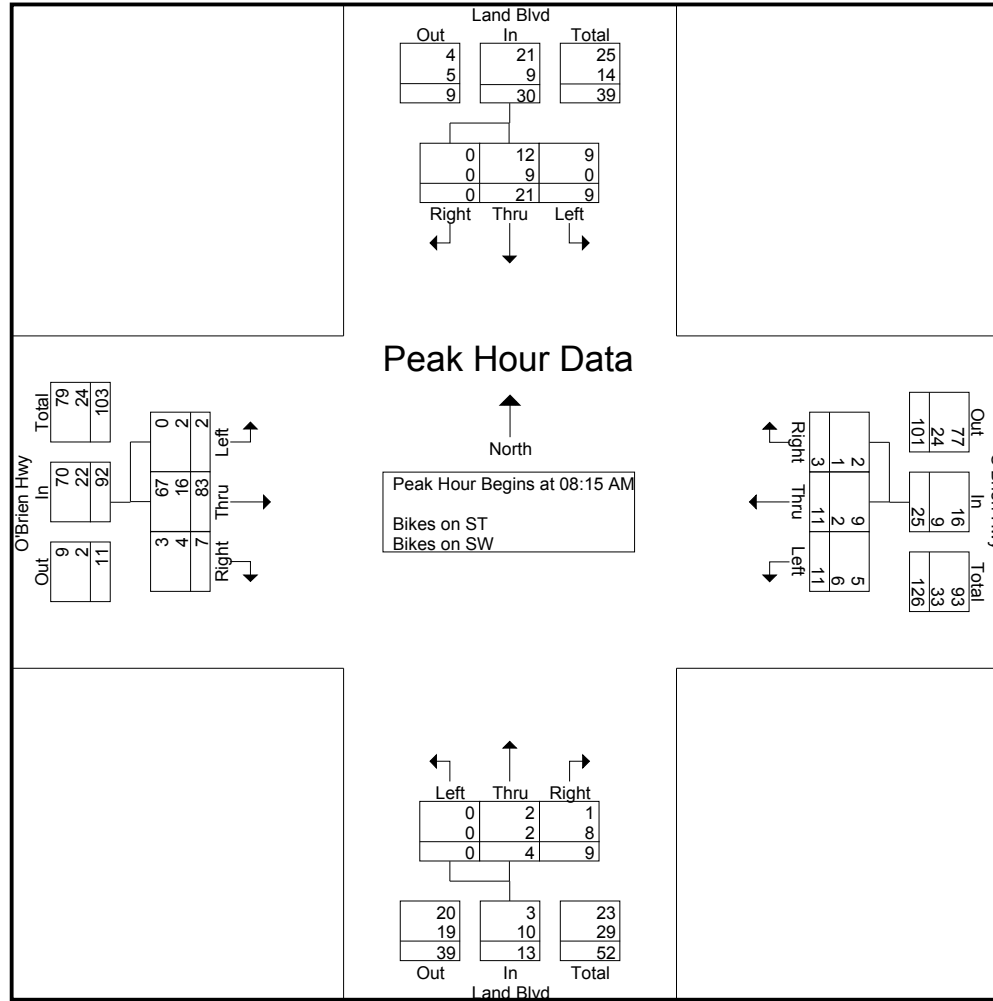 Land Blvd
Out In Total
4 21 25
5 9 14
9 30 39
0 12 9
0 9 0
0 21 9
Right Thru Left
Peak Hour Data
North
Peak Hour Begins at 08:15 AM
Bikes on ST
Bikes on SW
O'Brien Hwy
Total In Out
79 70 9
24 22 2
103 92 11
Left Thru Right
0 67 3
2 16 4
2 83 7
Out In Total
77 16 93
24 9 33
101 25 126
Right Thru Left
2 9 5
1 2 6
3 11 11
Left Thru Right
0 2 1
0 2 8
0 4 9
20 3 23
19 10 29
39 13 52
Out In Total
Land Blvd